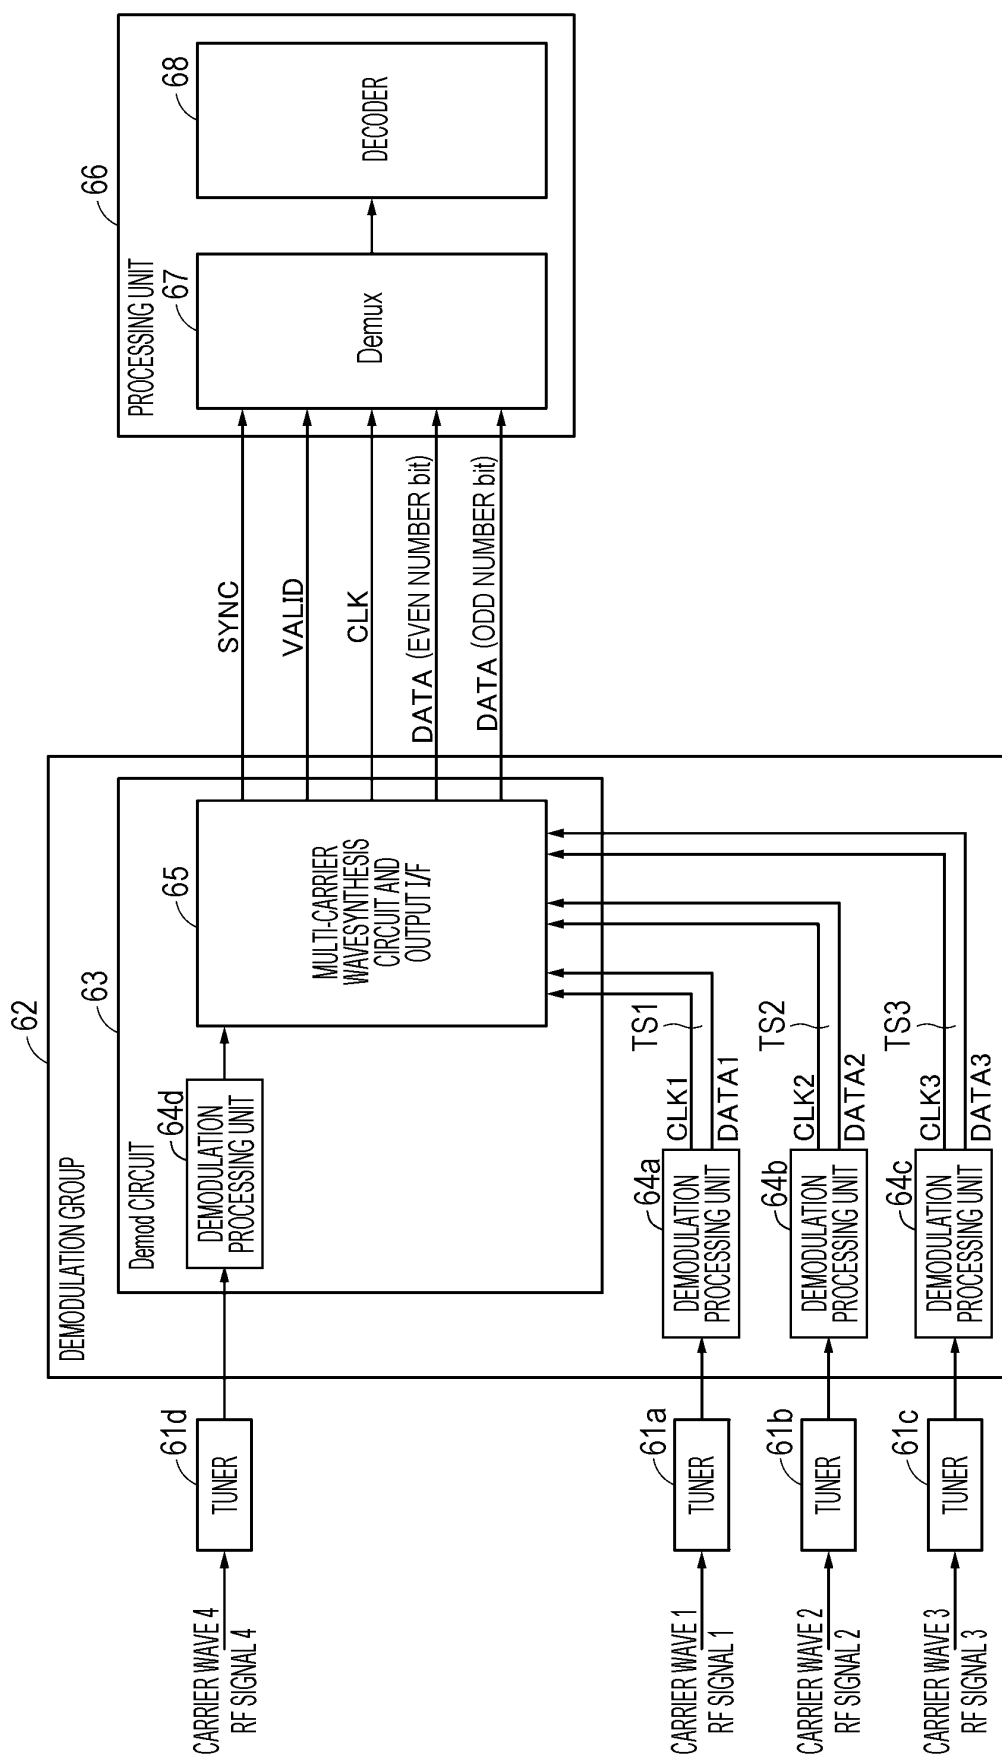 CARRIER WAVE 4
RF SIGNAL 4
61d
TUNER
62
DEMODULATION GROUP
63
Demod CIRCUIT
64d
DEMODULATION
PROCESSING UNIT
65
MULTI-CARRIER
WAVESYNTHESIS
CIRCUIT AND
OUTPUT I/F
SYNC
VALID
CLK
DATA (EVEN NUMBER bit)
DATA (ODD NUMBER bit)
66
PROCESSING UNIT
67
Demux
68
DECODER
CARRIER WAVE 1
RF SIGNAL 1
61a
TUNER
64a
DEMODULATION
PROCESSING UNIT
CLK1
DATA1
TS1
CARRIER WAVE 2
RF SIGNAL 2
61b
TUNER
64b
DEMODULATION
PROCESSING UNIT
CLK2
DATA2
TS2
CARRIER WAVE 3
RF SIGNAL 3
61c
TUNER
64c
DEMODULATION
PROCESSING UNIT
CLK3
DATA3
TS3